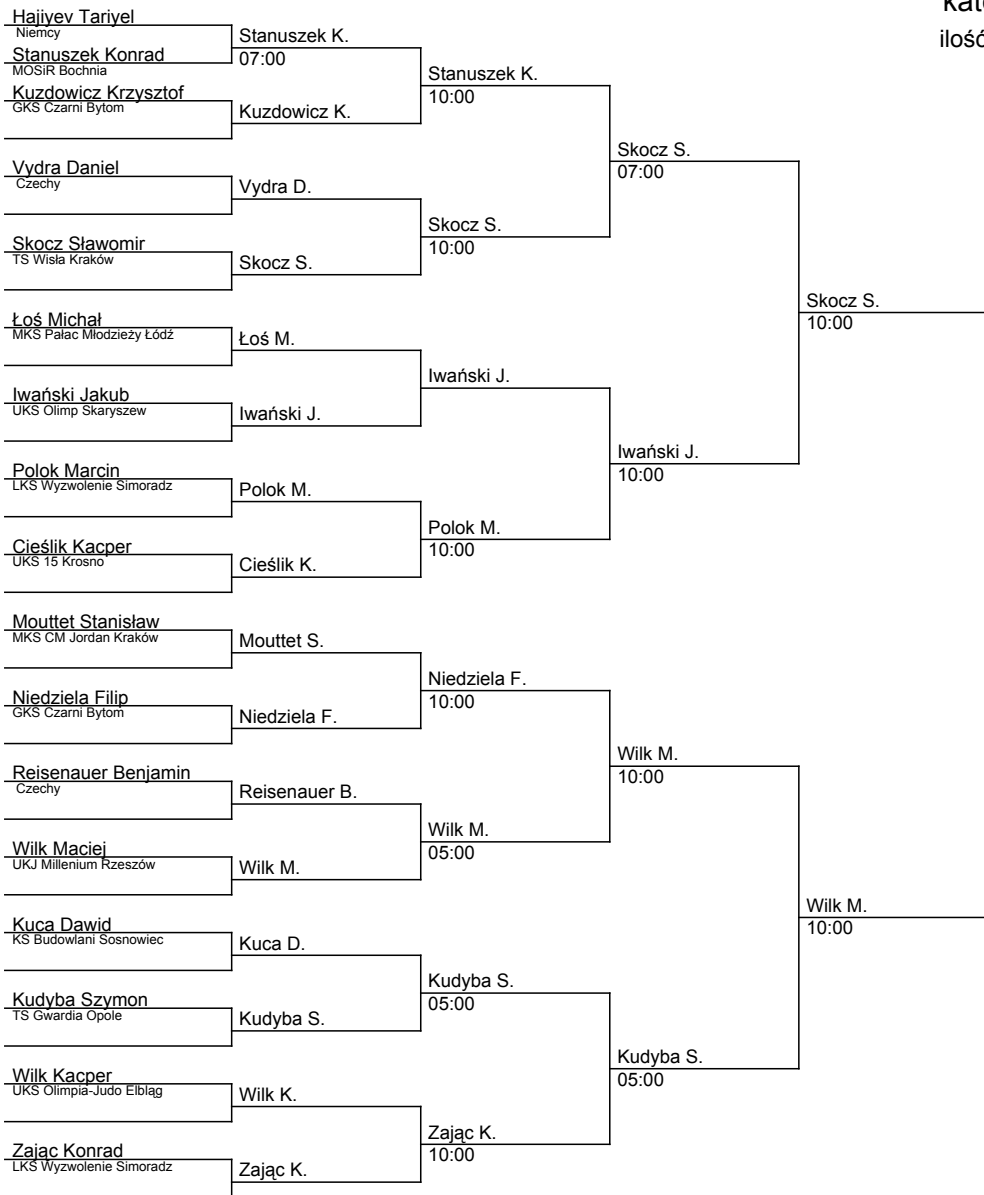 kat
ilość
Hajiyev Tariyel
Niemcy
Stanuszek Konrad
MOSiR Bochnia
Kuzdowicz Krzysztof
GKS Czarni Bytom
Vydra Daniel
Czechy
Skocz Sławomir
TS Wisła Kraków
Łoś Michał
MKS Pałac Młodzieży Łódź
Iwański Jakub
UKS Olimp Skaryszew
Polok Marcin
LKS Wyzwolenie Simoradz
Cieślik Kacper
UKS 15 Krosno
Mouttet Stanisław
MKS CM Jordan Kraków
Niedziela Filip
GKS Czarni Bytom
Reisenauer Benjamin
Czechy
Wilk Maciej
UKJ Millenium Rzeszów
Kuca Dawid
KS Budowlani Sosnowiec
Kudyba Szymon
TS Gwardia Opole
Wilk Kacper
UKS Olimpia-Judo Elbląg
Zając Konrad
LKS Wyzwolenie Simoradz
Stanuszek K.
07:00
Kuzdowicz K.
Vydra D.
Skocz S.
Łoś M.
Iwański J.
Polok M.
Cieślik K.
Mouttet S.
Niedziela F.
Reisenauer B.
Wilk M.
Kuca D.
Kudyba S.
Wilk K.
Zając K.
Stanuszek K.
10:00
Skocz S.
10:00
Iwański J.
Polok M.
10:00
Niedziela F.
10:00
Wilk M.
05:00
Kudyba S.
05:00
Zając K.
10:00
Skocz S.
07:00
Iwański J.
10:00
Wilk M.
10:00
Kudyba S.
05:00
Skocz S.
10:00
Wilk M.
10:00